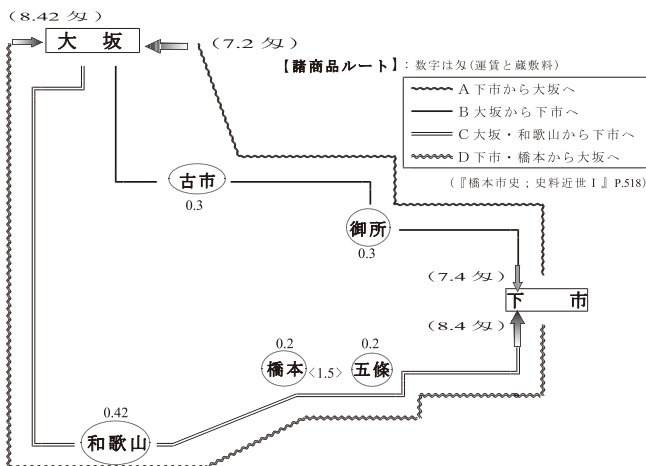 (8.42 匁)
大 坂
(7.2 匁)
【諸商品ルート】: 数字は匁(運賃と蔵敷料)
A 下市から大坂へ
B 大坂から下市へ
C 大坂・和歌山から下市へ
D 下市・橋本から大坂へ
(『橋本市史；史料近世Ⅰ』P.518)
古市
0.3
御所
0.3
(7.4 匁)
下 市
(8.4 匁)
0.2
橋本
<1.5>
0.2
五條
0.42
和歌山